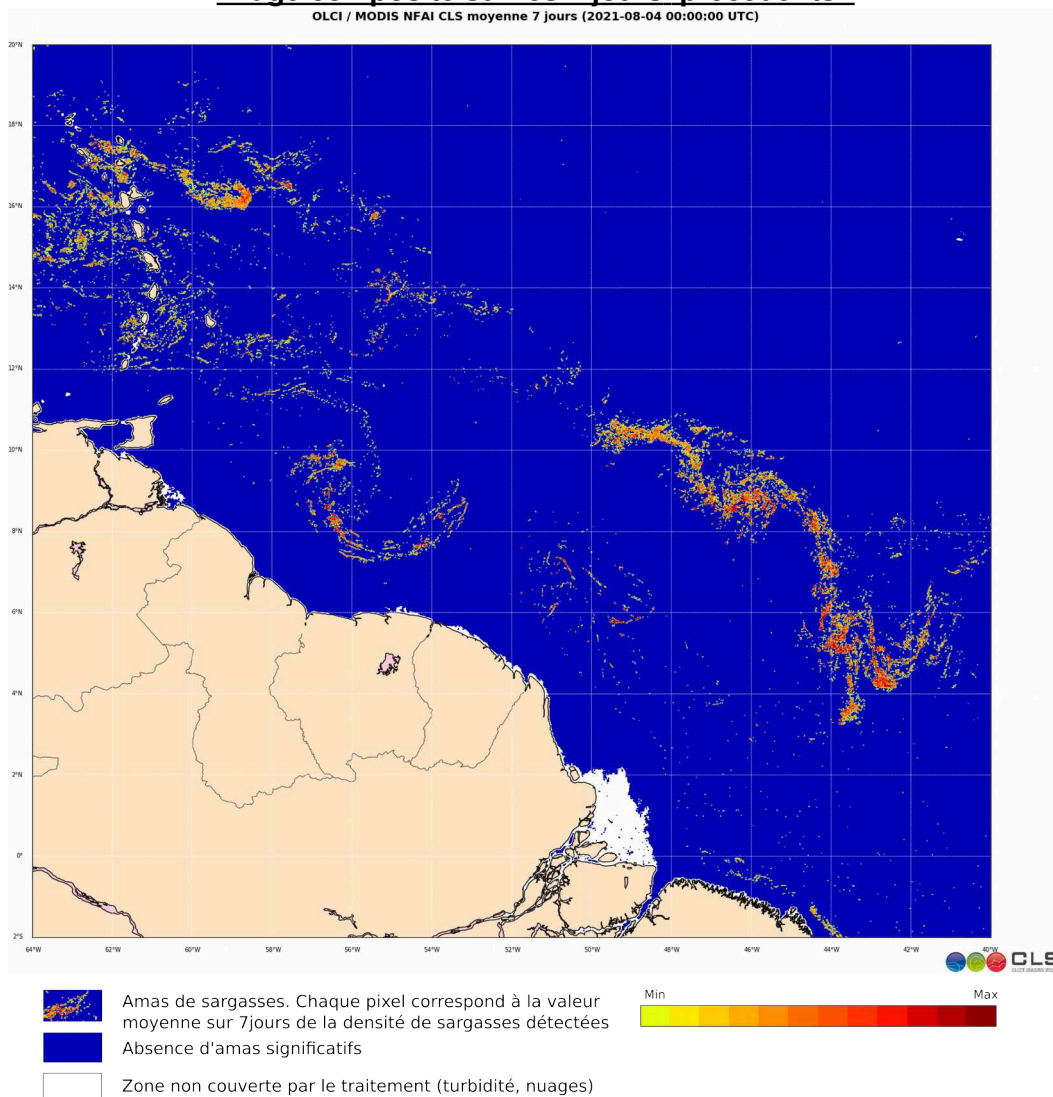 OLCI / MODIS NFAI CLS moyenne 7 jours (2021-08-04 00:00:00 UTC)
20°N
18°N
16°N
14°N
12°N
10°N
8°N
6°N
4°N
2°N
0°
2°S
64°W 62°W 60°W 58°W 56°W 54°W 52°W 50°W 48°W 46°W 44°W 42°W 40°W
CLS
Min Max
Amas de sargasses. Chaque pixel correspond à la valeur
moyenne sur 7jours de la densité de sargasses détectées
Absence d'amas significatifs
Zone non couverte par le traitement (turbidité, nuages)